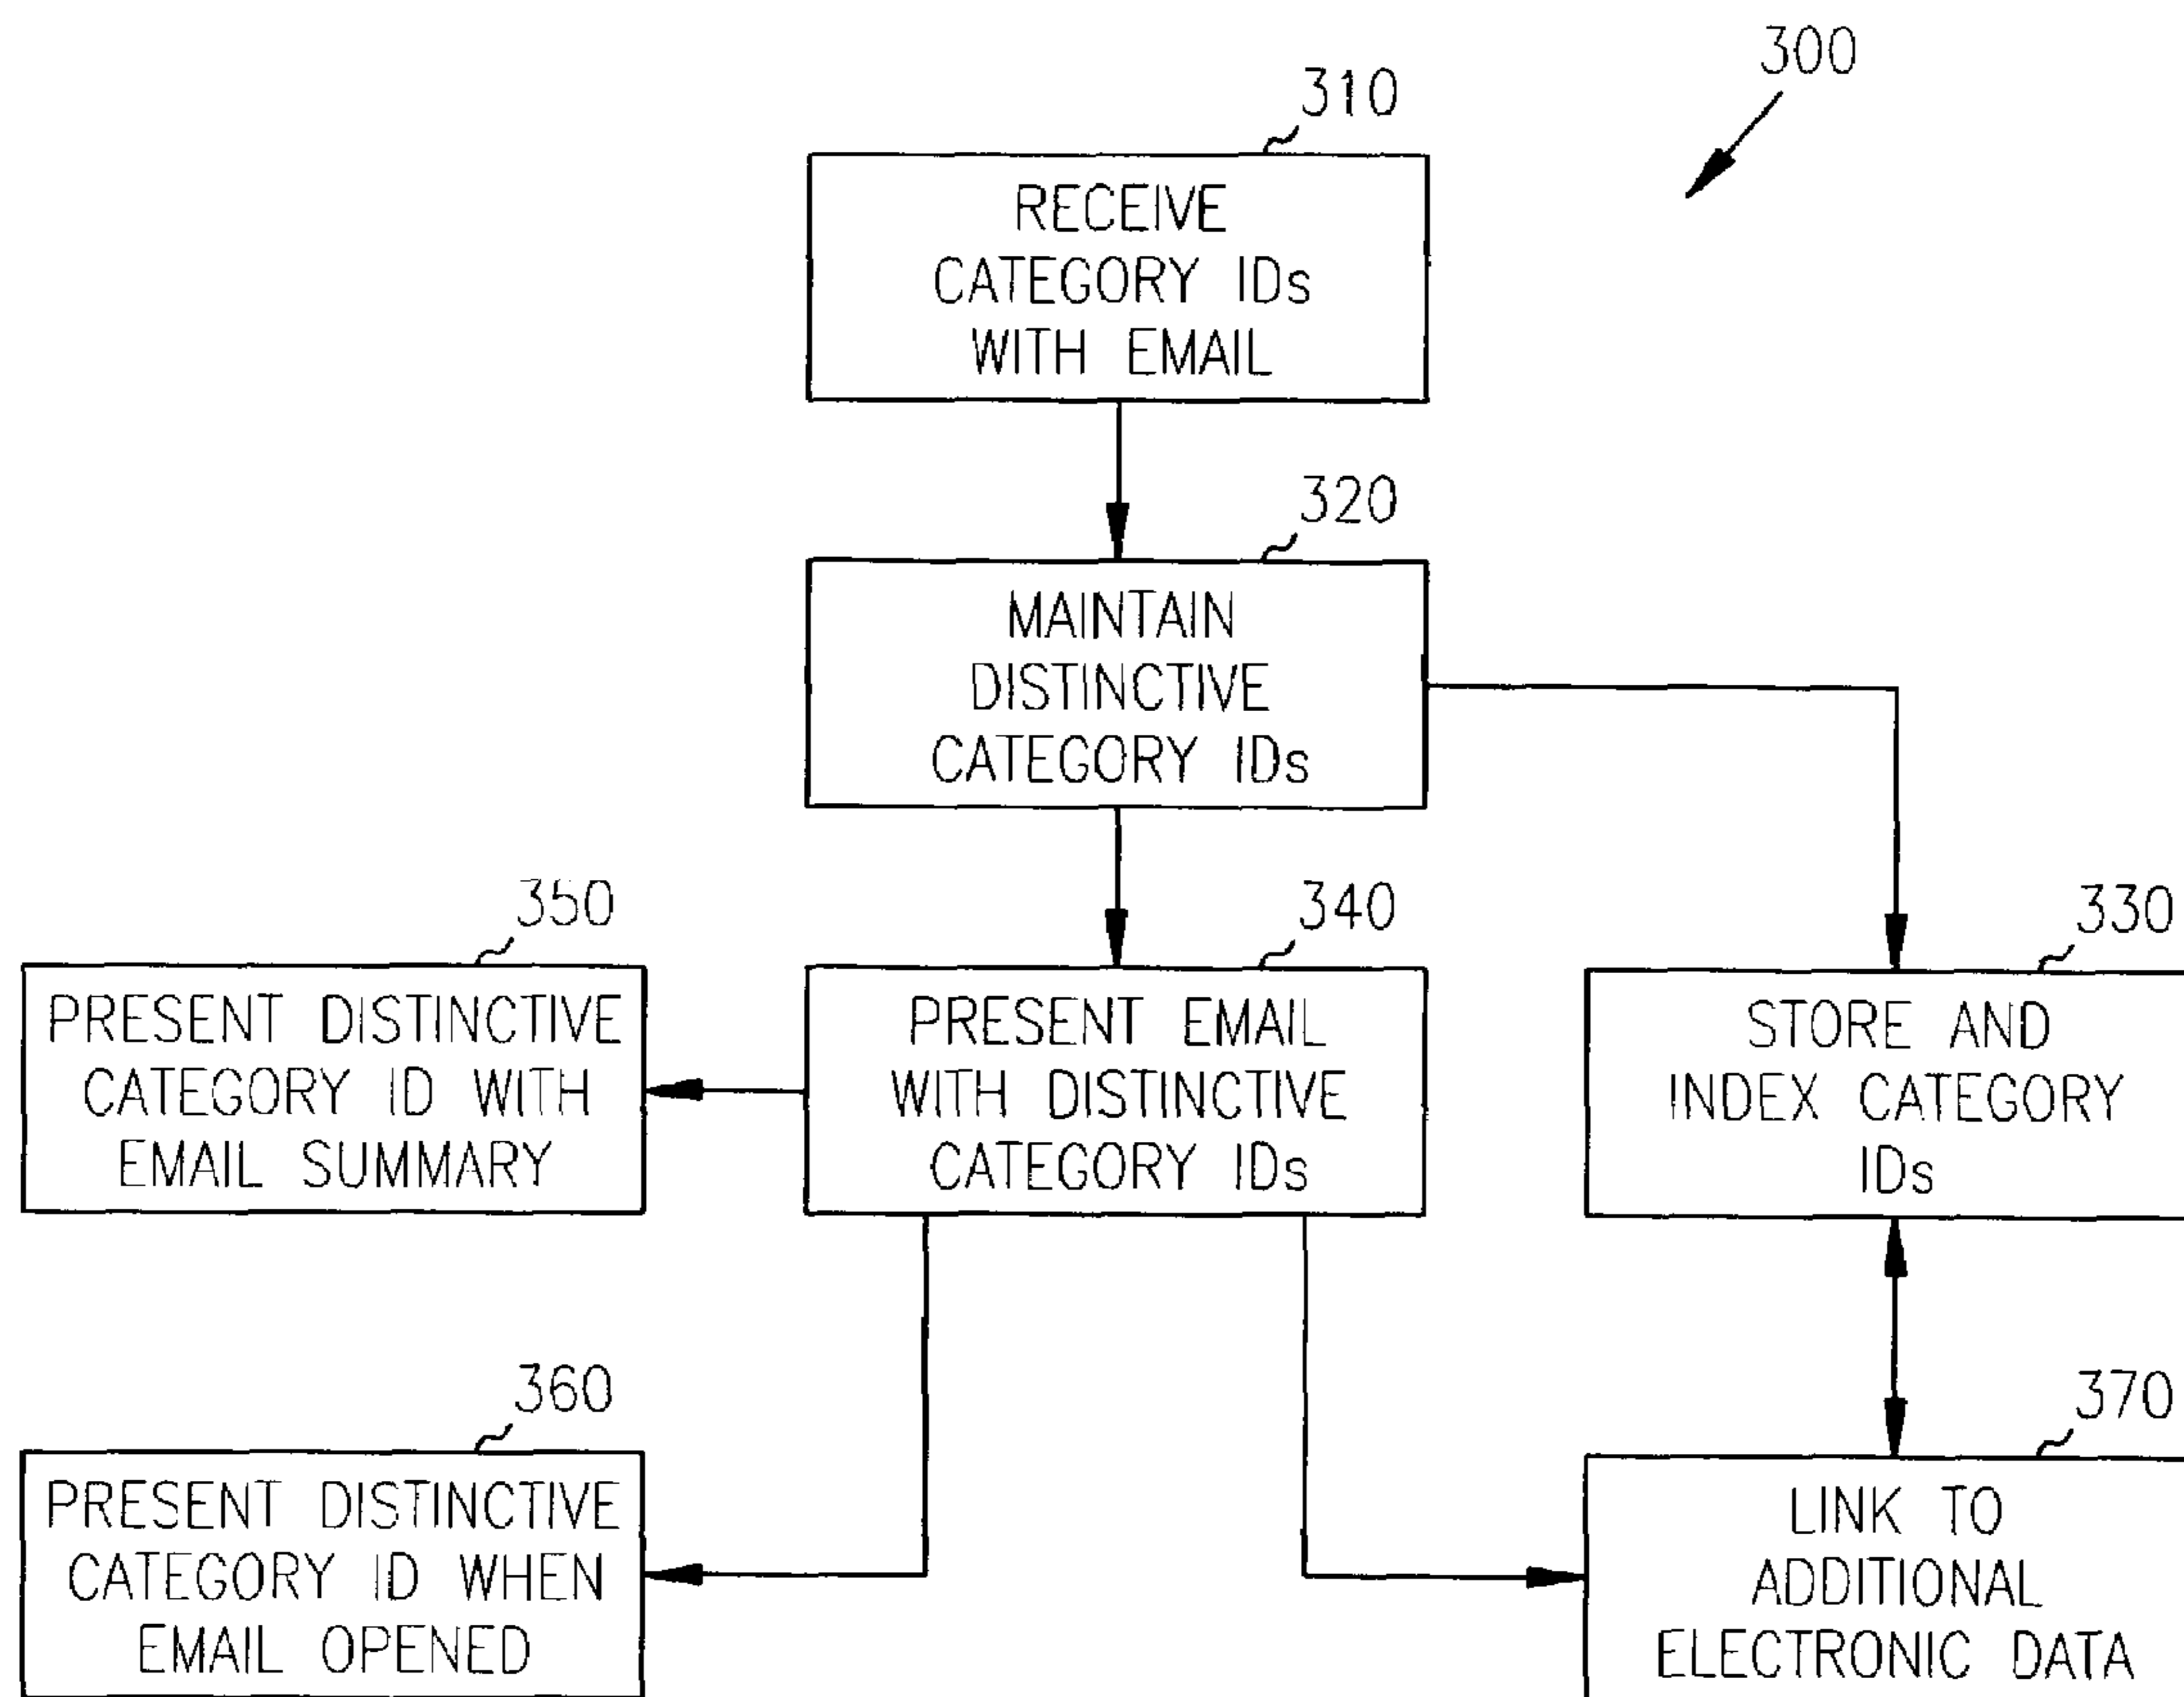 300
310
RECEIVE
CATEGORY IDs
WITH EMAIL
320
MAINTAIN
DISTINCTIVE
CATEGORY IDs
350
PRESENT DISTINCTIVE
CATEGORY ID WITH
EMAIL SUMMARY
340
PRESENT EMAIL
WITH DISTINCTIVE
CATEGORY IDs
330
STORE AND
INDEX CATEGORY
IDs
360
PRESENT DISTINCTIVE
CATEGORY ID WHEN
EMAIL OPENED
370
LINK TO
ADDITIONAL
ELECTRONIC DATA